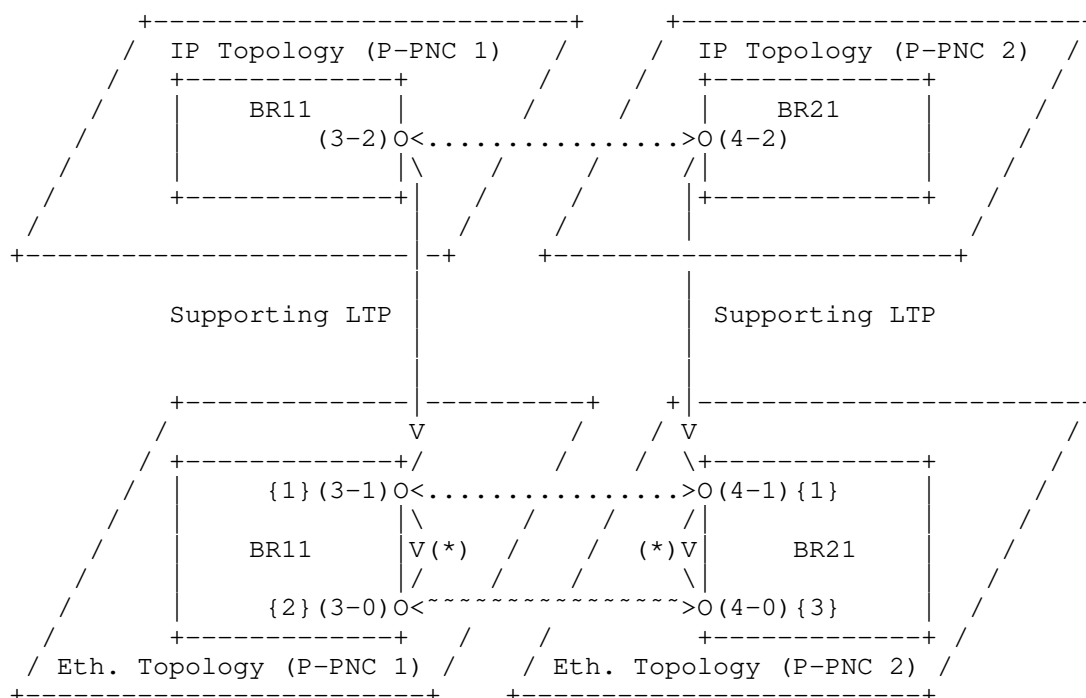 IP Topology (P-PNC 1) IP Topology (P-PNC 2)
BR11 BR21
(3-2)O<................>O(4-2)
Supporting LTP Supporting LTP
V V
{1}(3-1)O<................>O(4-1){1}
BR11 V(*) (*)V BR21
{2}(3-0)O<~~~~~~~~~~~~~~~~>O(4-0){3}
Eth. Topology (P-PNC 1) Eth. Topology (P-PNC 2)